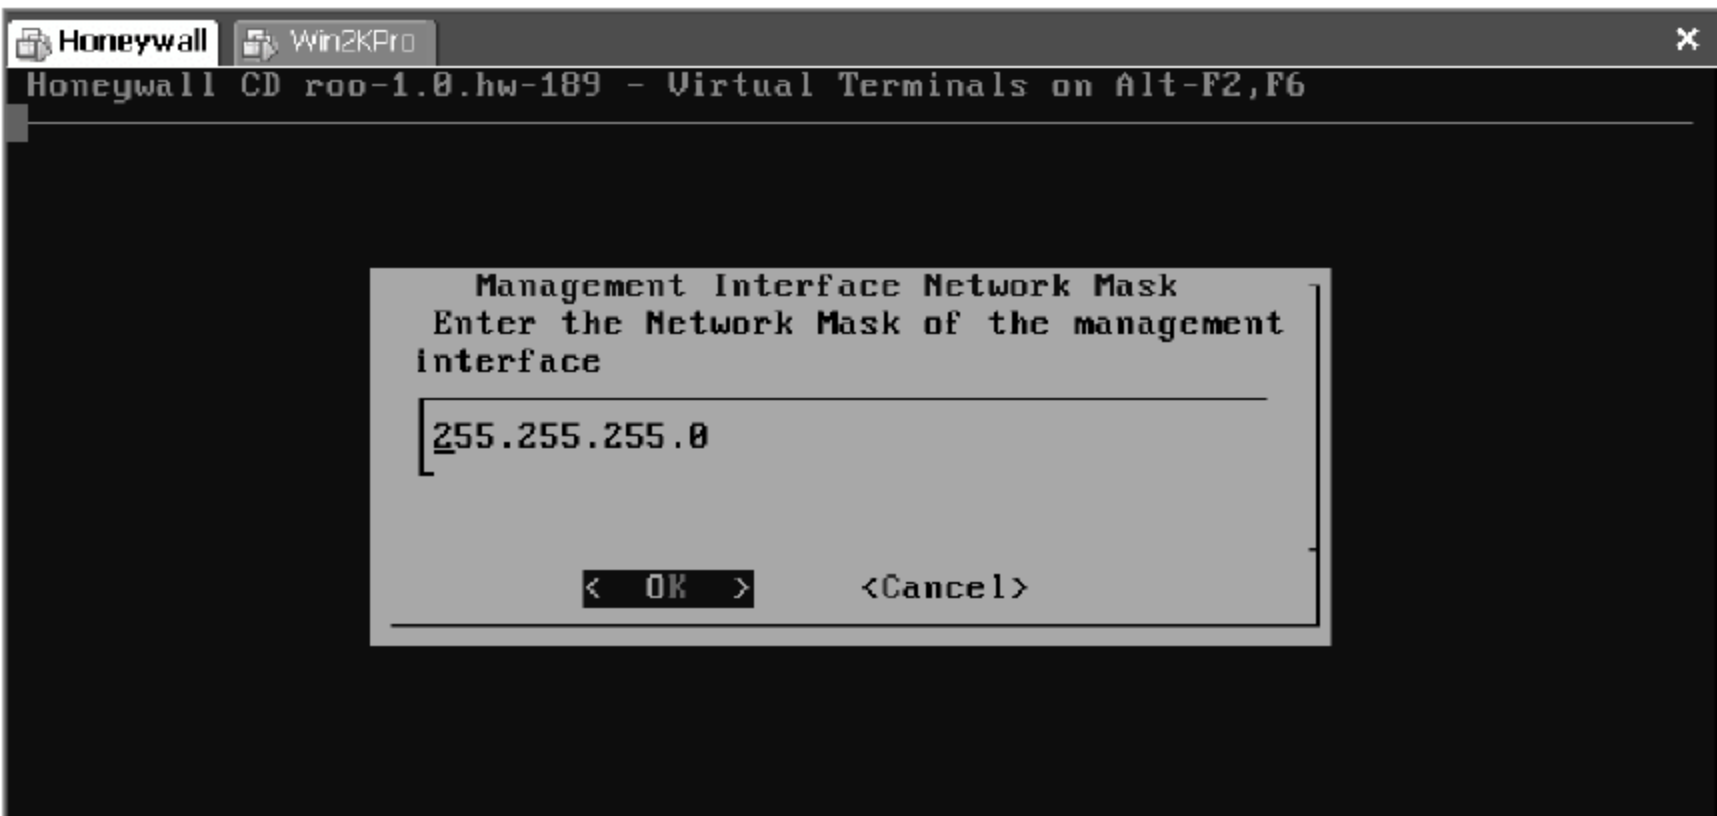 Honeywall Win2KPro
Honeywall CD roo-1.0.hw-189 - Virtual Terminals on Alt-F2,F6
Management Interface Network Mask
Enter the Network Mask of the management
interface
255.255.255.0
< OK > <Cancel>